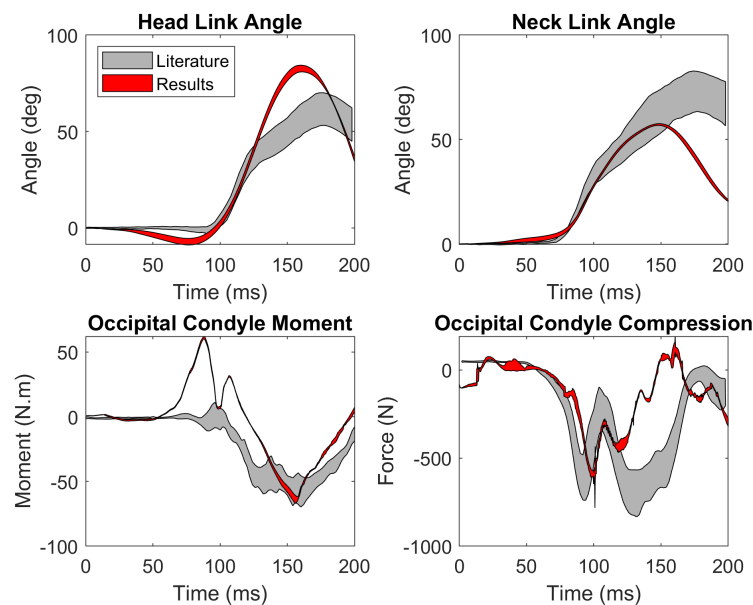 Head Link Angle
Angle (deg)
100
50
0
Literature
Results
0 50 100 150 200
Time (ms)
Neck Link Angle
Angle (deg)
100
50
0
0 50 100 150 200
Time (ms)
Occipital Condyle Moment
Moment (N.m)
50
0
-50
-100
0 50 100 150 200
Time (ms)
Occipital Condyle Compression
Force (N)
0
-500
-1000
0 50 100 150 200
Time (ms)